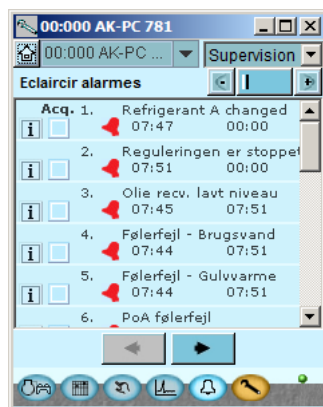 00:000 AK-PC 781
00:000 AK-PC ... Supervision
Eclaircir alarmes
Acq. 1. Refrigerant A changed
07:47 00:00
2. Reguleringen er stoppet
07:51 00:00
3. Olie recv. lavt niveau
07:45 07:51
4. Følerfejl - Brugsvand
07:44 07:51
5. Følerfejl - Gulvvarme
07:44 07:51
6. PoA følerfejl